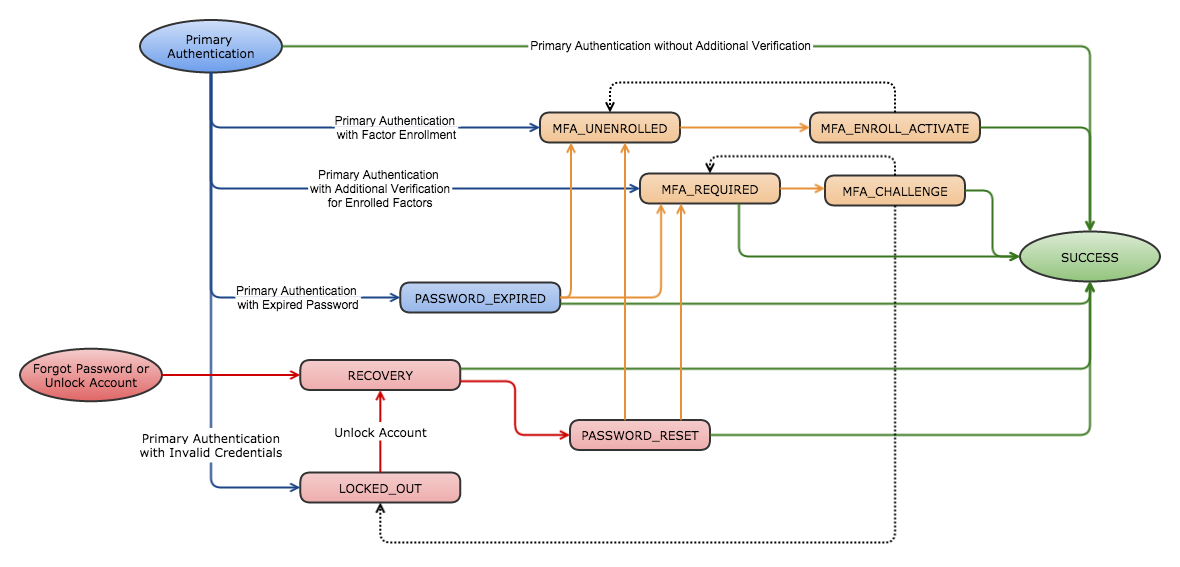 Primary
Authentication
Primary Authentication without Additional Verification
Primary Authentication
with Factor Enrollment
MFA_UNENROLLED
MFA_ENROLL_ACTIVATE
Primary Authentication
with Additional Verification
for Enrolled Factors
MFA_REQUIRED
MFA_CHALLENGE
SUCCESS
Primary Authentication
with Expired Password
PASSWORD_EXPIRED
Forgot Password or
Unlock Account
RECOVERY
Primary Authentication
with Invalid Credentials
Unlock Account
PASSWORD_RESET
LOCKED_OUT